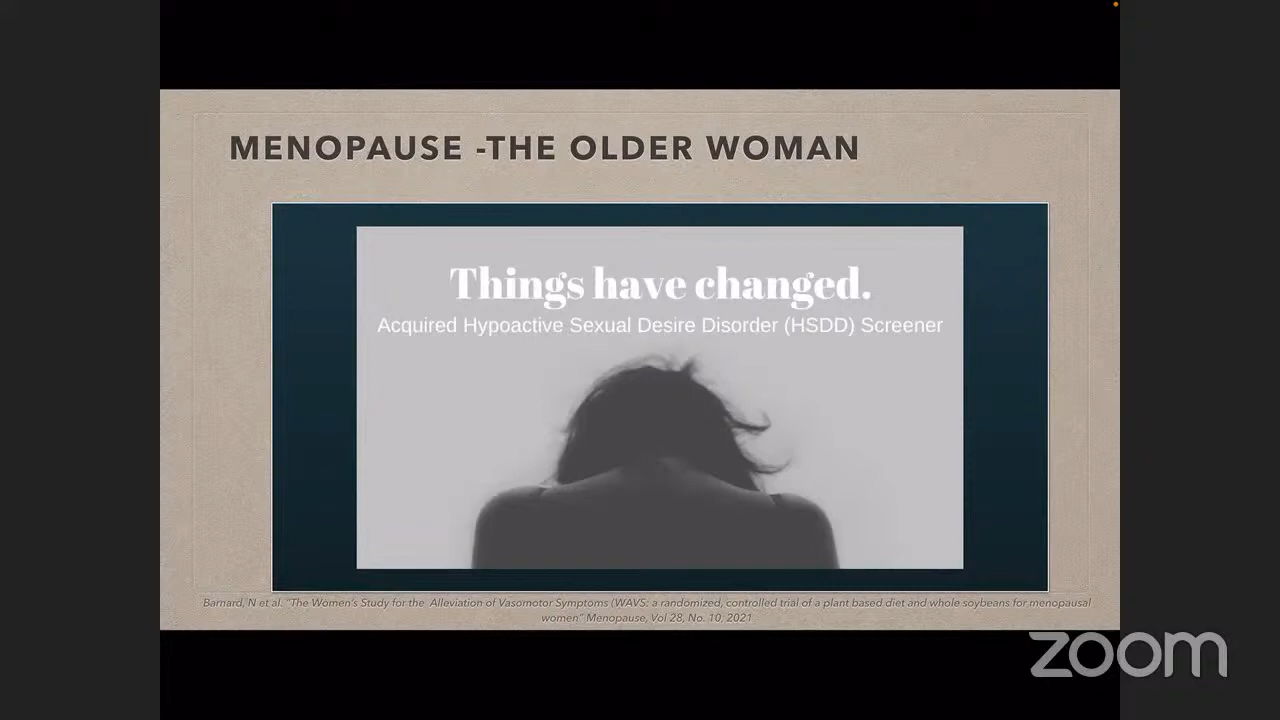 MENOPAUSE -THE OLDER WOMAN
Things have changed.
Acquired Hypoactive Sexual Desire Disorder (HSDD) Screener
Barnard, N et al. "The Women's Study for the Alleviation of Vasomotor Symptoms (WAVS: a randomized, controlled trial of a plant based diet and whole soybeans for menopausal
women" Menopause, Vol 28, No. 10, 2021
zoom